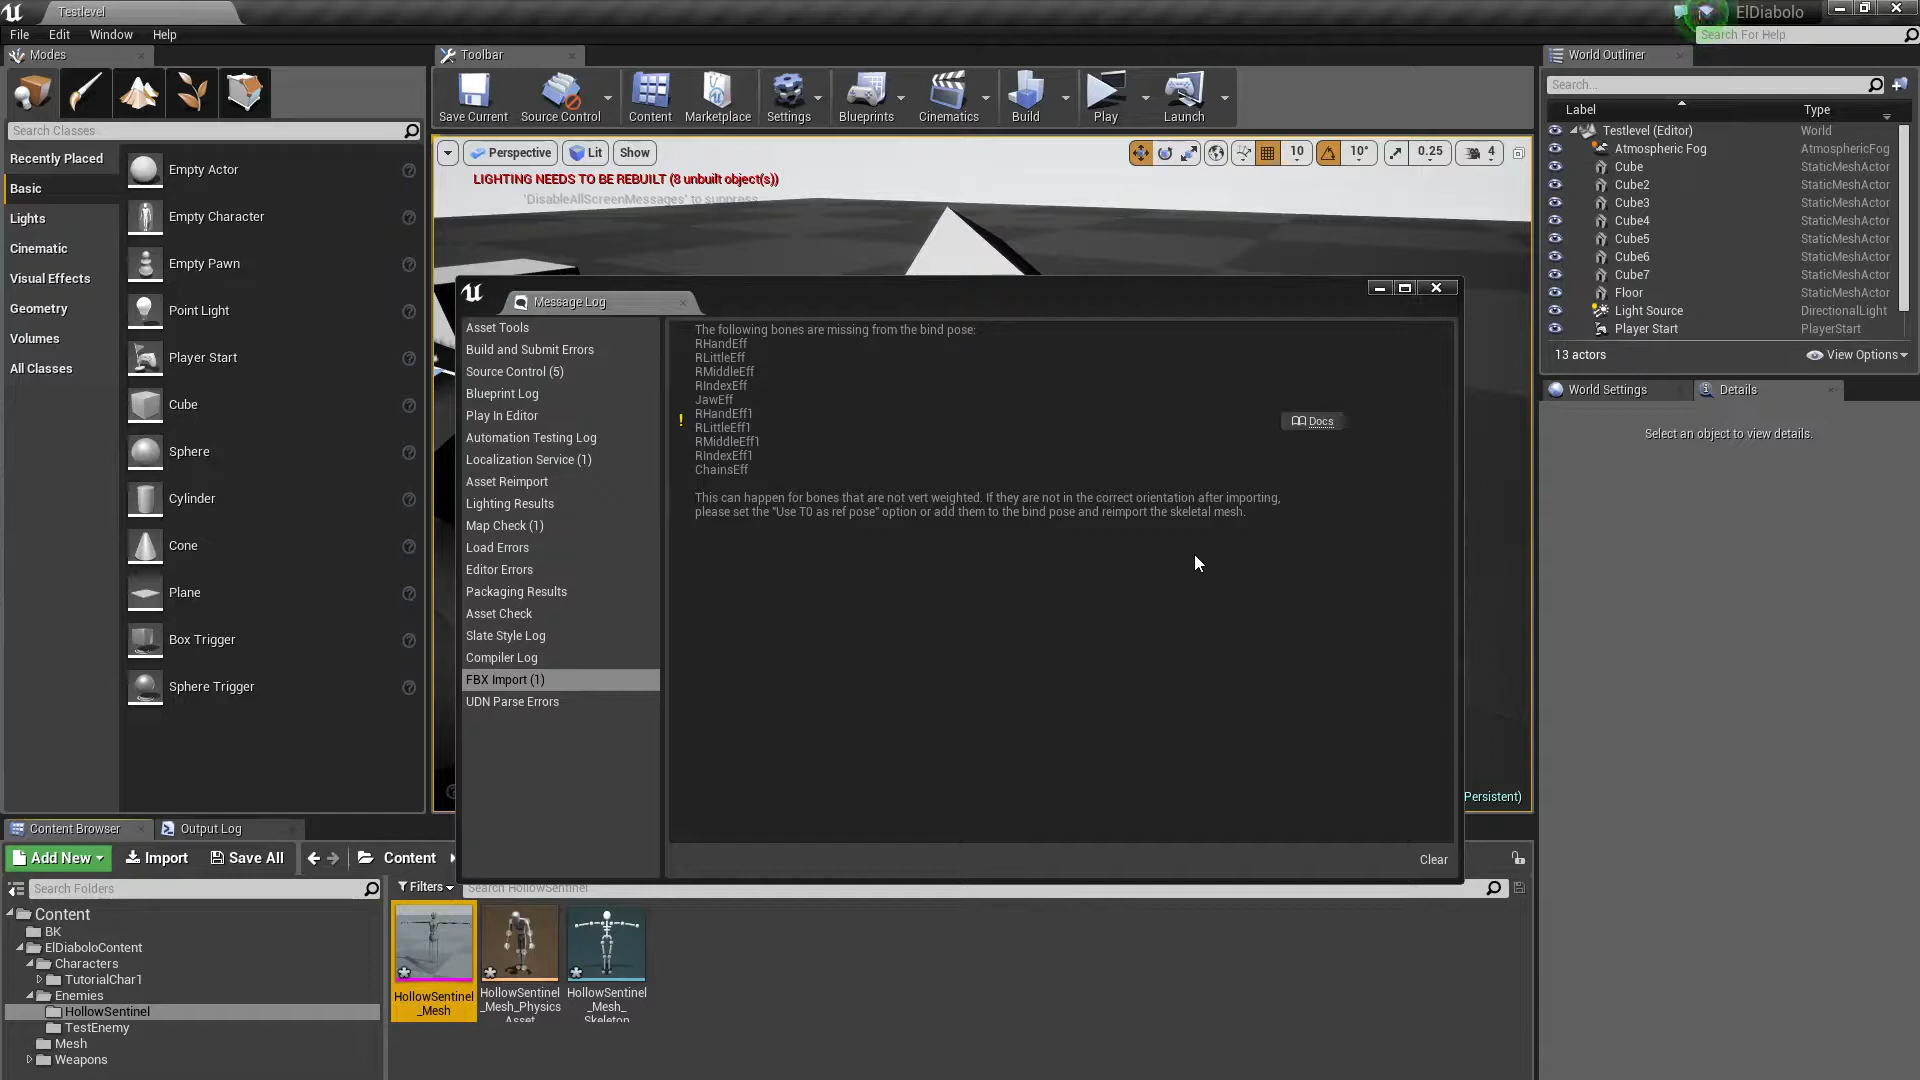 Testlevel
ElDiabolo
File Edit Window Help
Search For Help
Modes
Toolbar
World Outliner
Save Current
Source Control
Content
Marketplace
Settings
Blueprints
Cinematics
Build
Play
Launch
Search Classes
Recently Placed
Basic
Lights
Cinematic
Visual Effects
Geometry
Volumes
All Classes
Empty Actor
Empty Character
Empty Pawn
Point Light
Player Start
Cube
Sphere
Cylinder
Cone
Plane
Box Trigger
Sphere Trigger
Perspective Lit Show
10 10° 0.25 4
LIGHTING NEEDS TO BE REBUILT (8 unbuilt object(s))
'DisableAllScreenMessages' to suppress
Message Log
Asset Tools
Build and Submit Errors
Source Control (5)
Blueprint Log
Play In Editor
Automation Testing Log
Localization Service (1)
Asset Reimport
Lighting Results
Map Check (1)
Load Errors
Editor Errors
Packaging Results
Asset Check
Slate Style Log
Compiler Log
FBX Import (1)
UDN Parse Errors
The following bones are missing from the bind pose:
RHandEff
RLittleEff
RMiddleEff
RIndexEff
JawEff
RHandEff1
RLittleEff1
RMiddleEff1
RIndexEff1
ChainsEff
This can happen for bones that are not vert weighted. If they are not in the correct orientation after importing,
please set the "Use T0 as ref pose" option or add them to the bind pose and reimport the skeletal mesh.
! Docs
Clear
Persistent)
Search...
Label Type
Testlevel (Editor) World
Atmospheric Fog AtmosphericFog
Cube StaticMeshActor
Cube2 StaticMeshActor
Cube3 StaticMeshActor
Cube4 StaticMeshActor
Cube5 StaticMeshActor
Cube6 StaticMeshActor
Cube7 StaticMeshActor
Floor StaticMeshActor
Light Source DirectionalLight
Player Start PlayerStart
13 actors View Options
World Settings Details
Select an object to view details.
Content Browser Output Log
Add New Import Save All Content
Search Folders
Filters
Search HollowSentinel
Content
BK
ElDiaboloContent
Characters
TutorialChar1
Enemies
HollowSentinel
TestEnemy
Mesh
Weapons
HollowSentinel
_Mesh
HollowSentinel
_Mesh_Physics
Asset
HollowSentinel
_Mesh_
Skeleton